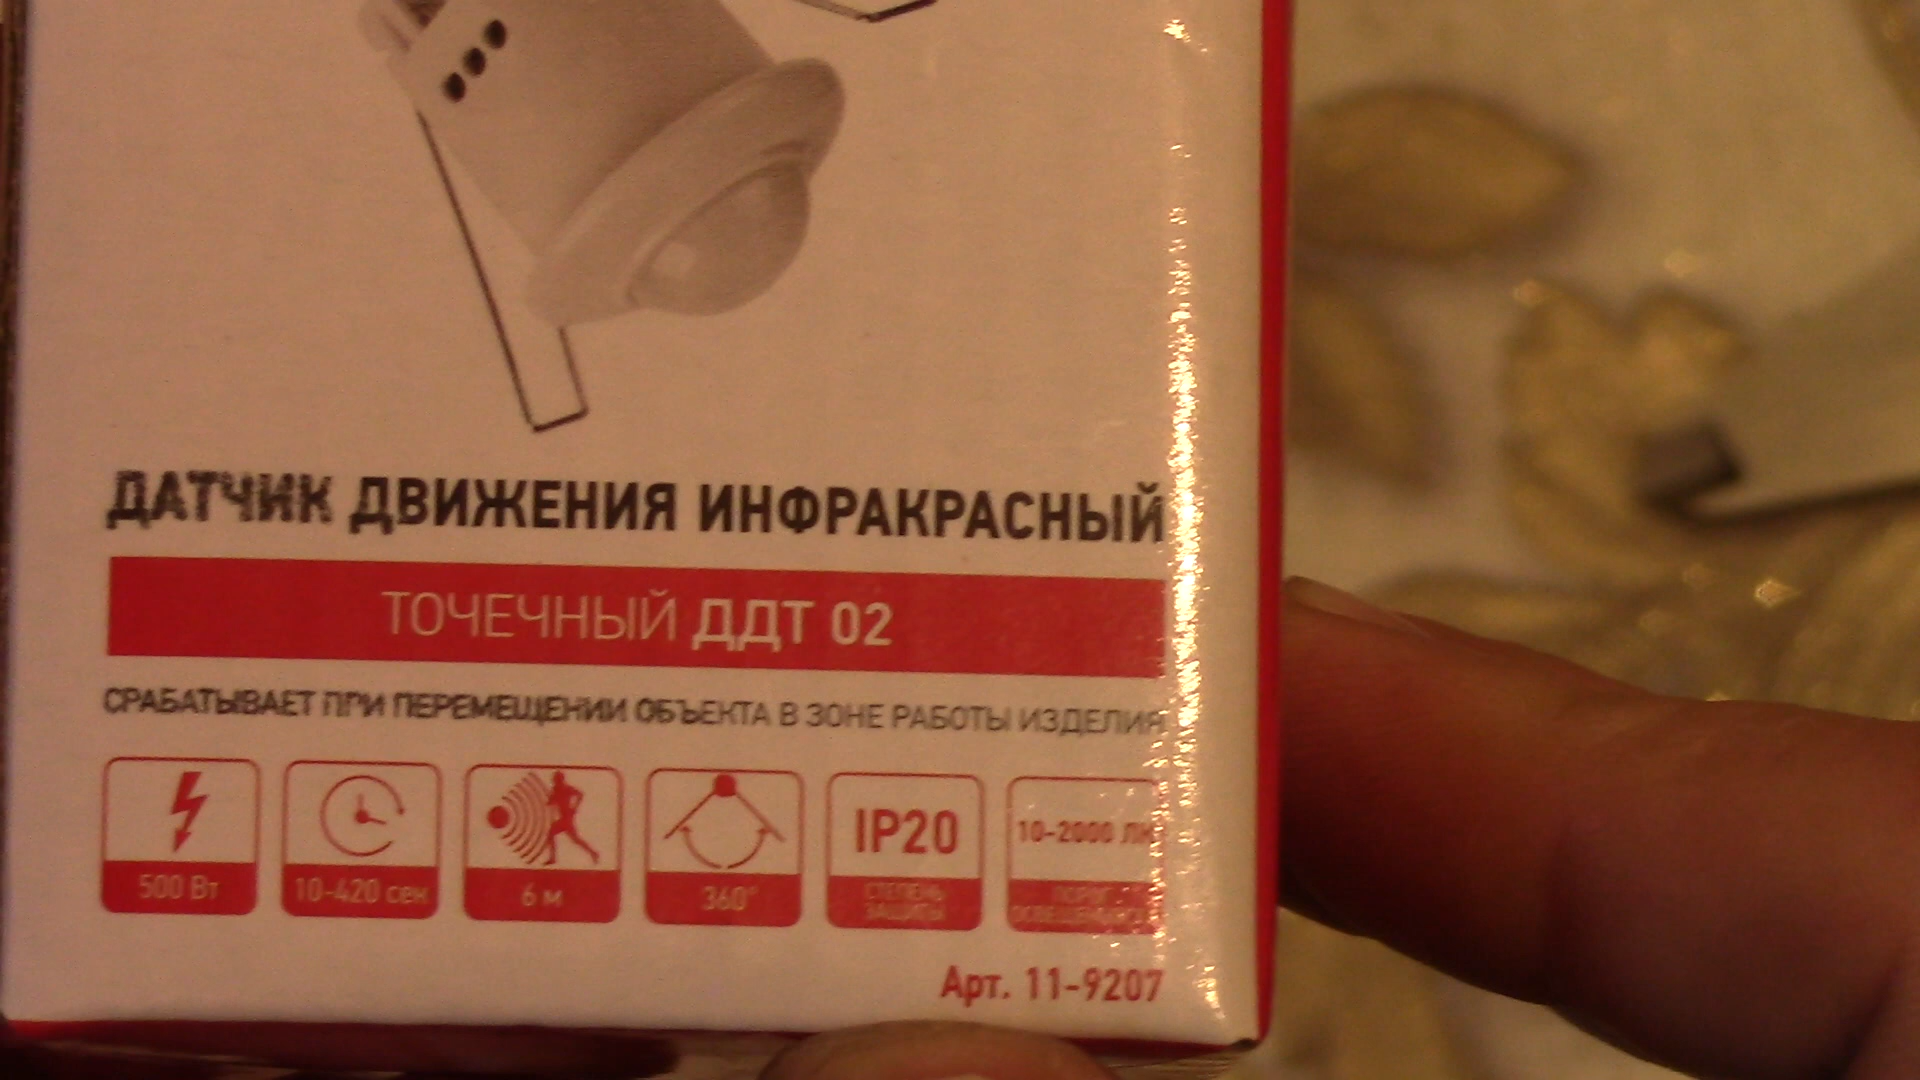 ДАТЧИК ДВИЖЕНИЯ ИНФРАКРАСНЫЙ
ТОЧЕЧНЫЙ ДДТ 02
СРАБАТЫВАЕТ ПРИ ПЕРЕМЕЩЕНИИ ОБЪЕКТА В ЗОНЕ РАБОТЫ ИЗДЕЛИЯ
500 Вт
10-420 сек
6 м
360°
IP20
СТЕПЕНЬ
ЗАЩИТЫ
10-2000 ЛК
ПОРОГ
ОСВЕЩЕННОСТИ
Арт. 11-9207